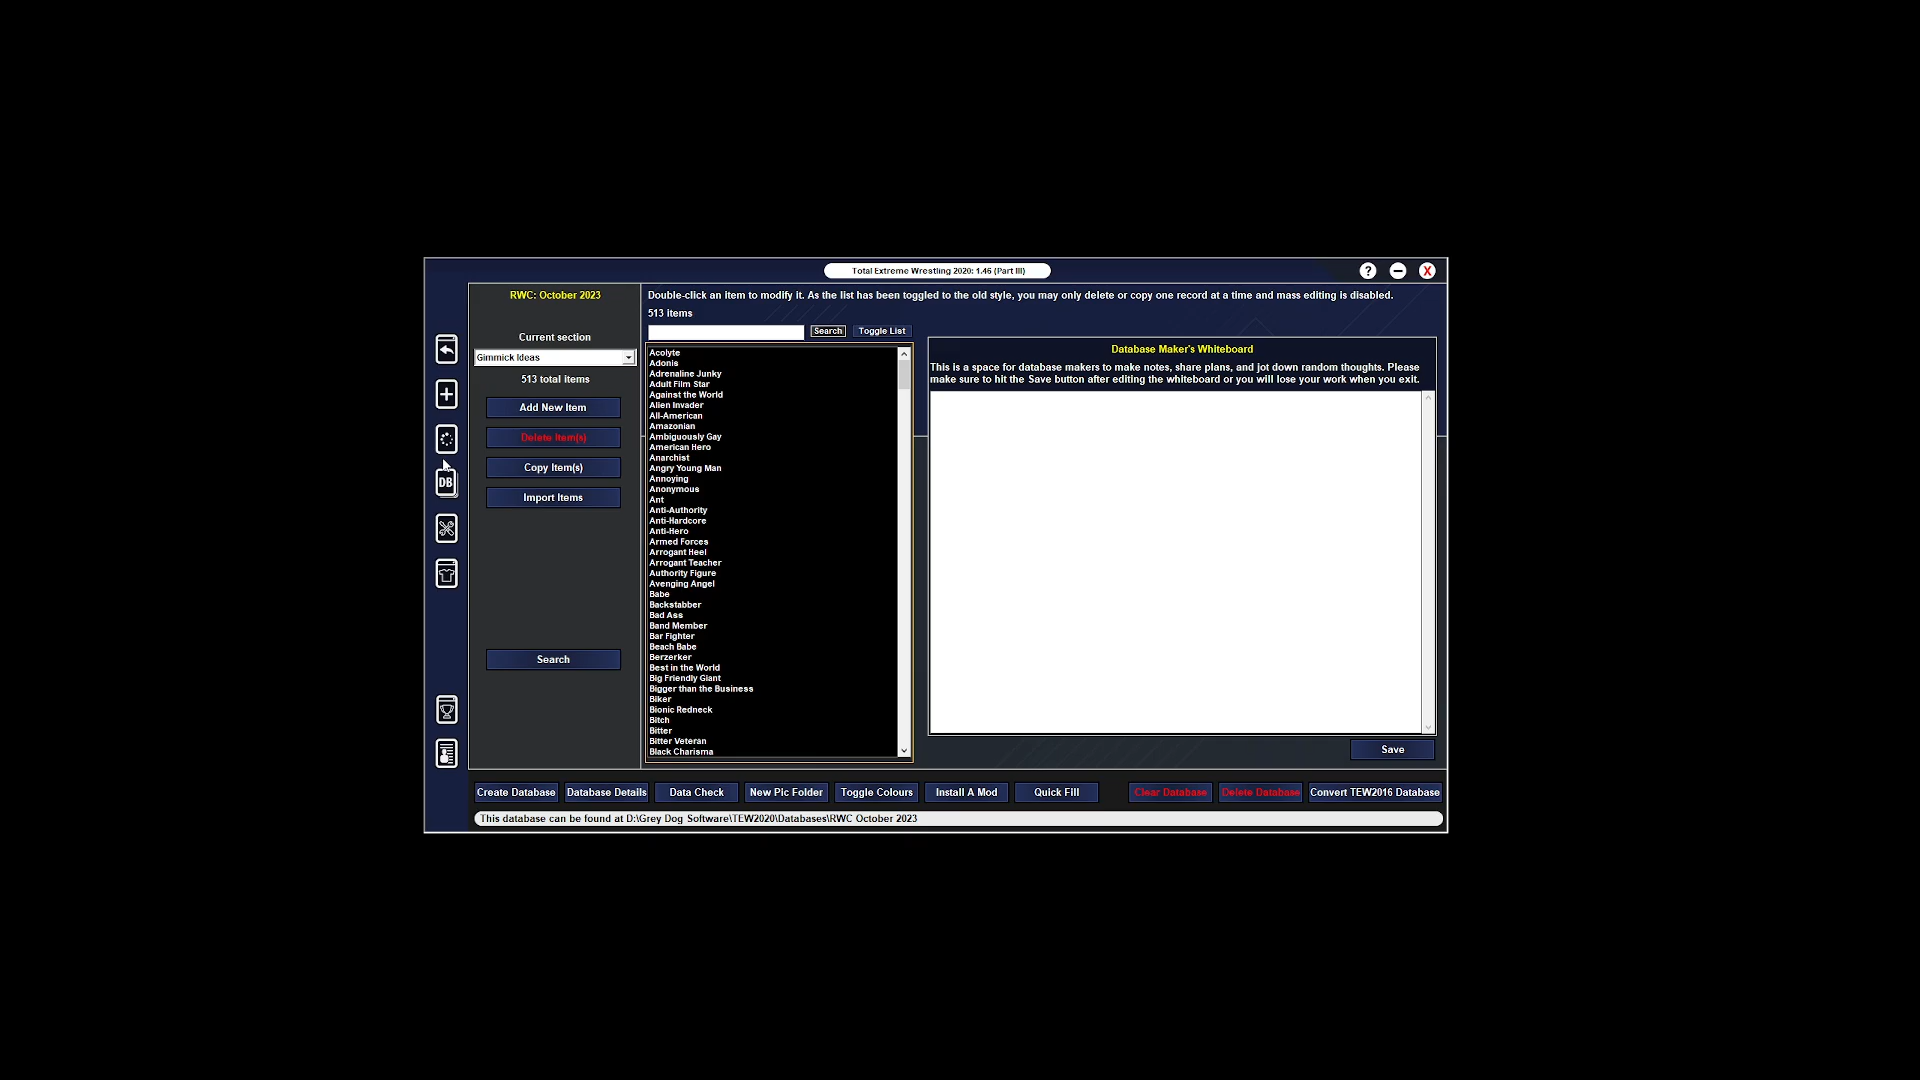 Total Extreme Wrestling 2020: 1.46 (Part III)
?
X
RWC: October 2023
Current section
Gimmick Ideas
513 total items
Add New Item
Delete Item(s)
Copy Item(s)
Import Items
Search
DB
Double-click an item to modify it. As the list has been toggled to the old style, you may only delete or copy one record at a time and mass editing is disabled.
513 items
Search
Toggle List
Acolyte
Adonis
Adrenaline Junky
Adult Film Star
Against the World
Alien Invader
All-American
Amazonian
Ambiguously Gay
American Hero
Anarchist
Angry Young Man
Annoying
Anonymous
Ant
Anti-Authority
Anti-Hardcore
Anti-Hero
Armed Forces
Arrogant Heel
Arrogant Teacher
Authority Figure
Avenging Angel
Babe
Backstabber
Bad Ass
Band Member
Bar Fighter
Beach Babe
Berzerker
Best in the World
Big Friendly Giant
Bigger than the Business
Biker
Bionic Redneck
Bitch
Bitter
Bitter Veteran
Black Charisma
Database Maker's Whiteboard
This is a space for database makers to make notes, share plans, and jot down random thoughts. Please
make sure to hit the Save button after editing the whiteboard or you will lose your work when you exit.
Save
Create Database
Database Details
Data Check
New Pic Folder
Toggle Colours
Install A Mod
Quick Fill
Clear Database
Delete Database
Convert TEW2016 Database
This database can be found at D:\Grey Dog Software\TEW2020\Databases\RWC October 2023